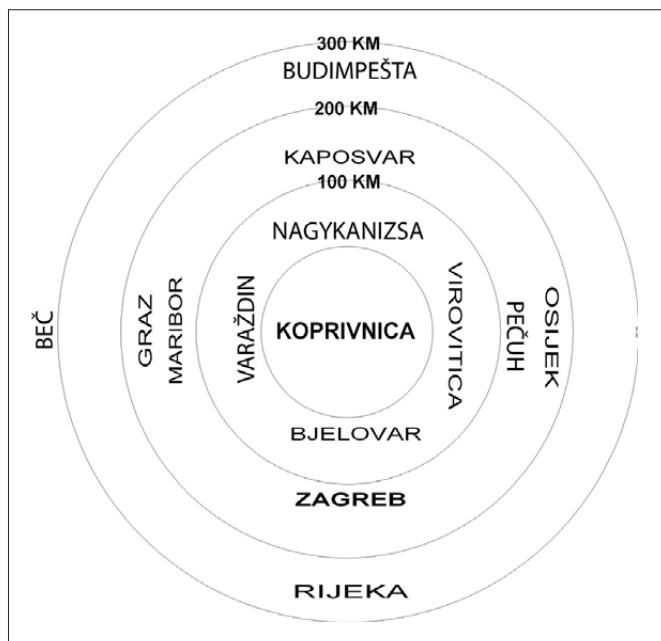 300 KM
BUDIMPEŠTA
200 KM
KAPOSVAR
100 KM
NAGYKANIZSA
BEČ
GRAZ
MARIBOR
VARAŽDIN
KOPRIVNICA
VIROVITICA
PEČUH
OSIJEK
BJELOVAR
ZAGREB
RIJEKA